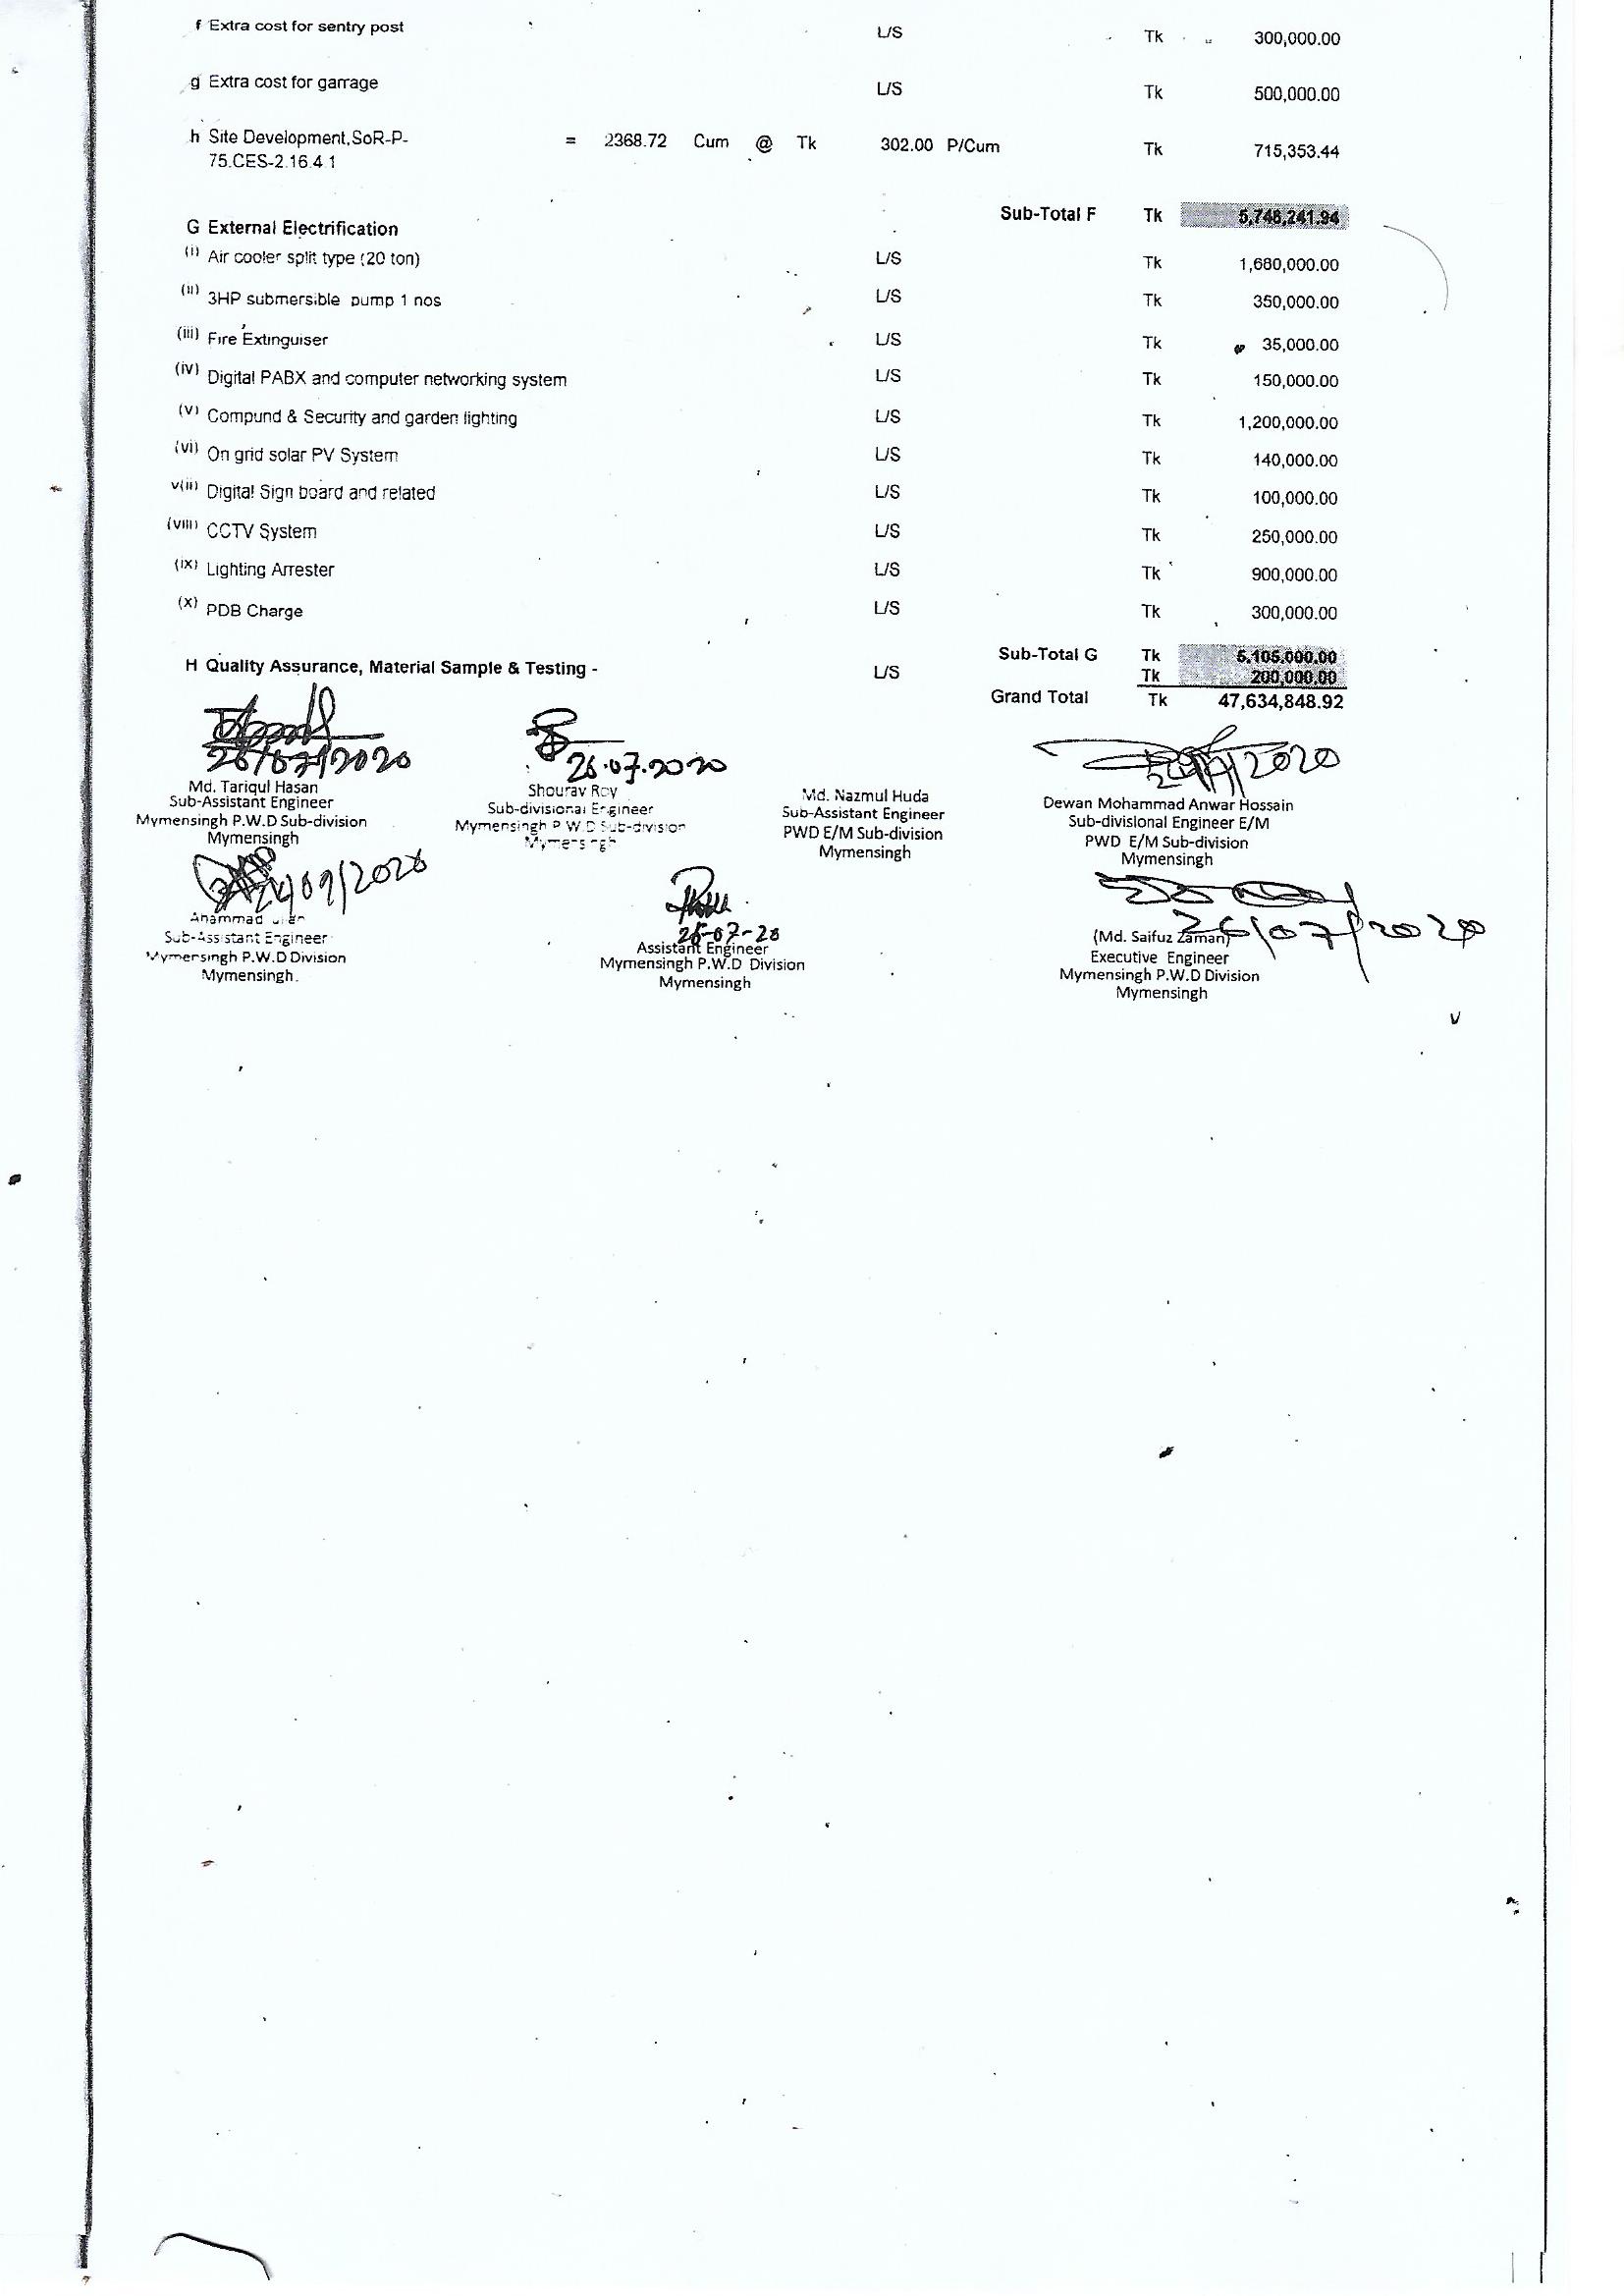 f Extra cost for sentry post L/S Tk 300,000.00
g Extra cost for garrage L/S Tk 500,000.00
h Site Development,SoR-P- = 2368.72 Cum @ Tk 302.00 P/Cum Tk 715,353.44
75.CES-2.16.4.1
Sub-Total F Tk 5,748,241.94
G External Electrification
(i) Air cooler split type (20 ton) L/S Tk 1,680,000.00
(ii) 3HP submersible pump 1 nos L/S Tk 350,000.00
(iii) Fire Extinguiser L/S Tk 35,000.00
(iv) Digital PABX and computer networking system L/S Tk 150,000.00
(v) Compund & Security and garden lighting L/S Tk 1,200,000.00
(vi) On grid solar PV System L/S Tk 140,000.00
v(ii) Digital Sign board and related L/S Tk 100,000.00
(viii) CCTV System L/S Tk 250,000.00
(ix) Lighting Arrester L/S Tk 900,000.00
(x) PDB Charge L/S Tk 300,000.00
Sub-Total G Tk 5,105,000.00
H Quality Assurance, Material Sample & Testing - L/S Tk 200,000.00
Grand Total Tk 47,634,848.92
26/07/2020
26.07.2020
Md. Tariqul Hasan
Sub-Assistant Engineer
Mymensingh P.W.D Sub-division
Mymensingh
Shourav Roy
Sub-divisional Engineer
Mymensingh P.W.D Sub-division
Mymensingh
Md. Nazmul Huda
Sub-Assistant Engineer
PWD E/M Sub-division
Mymensingh
2020
Dewan Mohammad Anwar Hossain
Sub-divisional Engineer E/M
PWD E/M Sub-division
Mymensingh
Sub-Assistant Engineer
Mymensingh P.W.D Division
Mymensingh.
26-07-20
Assistant Engineer
Mymensingh P.W.D Division
Mymensingh
26/07/2020
(Md. Saifuz Zaman)
Executive Engineer
Mymensingh P.W.D Division
Mymensingh